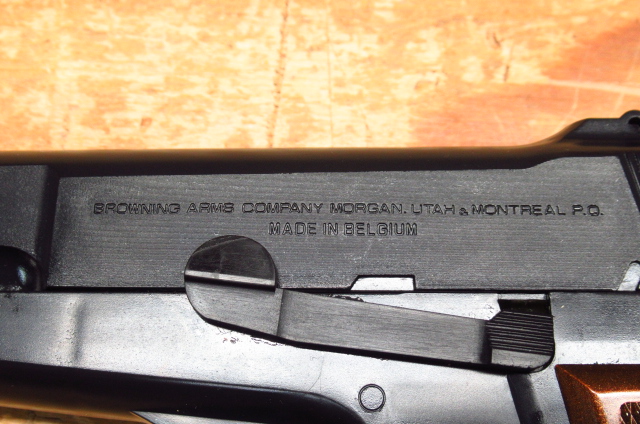 BROWNING ARMS COMPANY MORGAN, UTAH & MONTREAL P.Q.
MADE IN BELGIUM